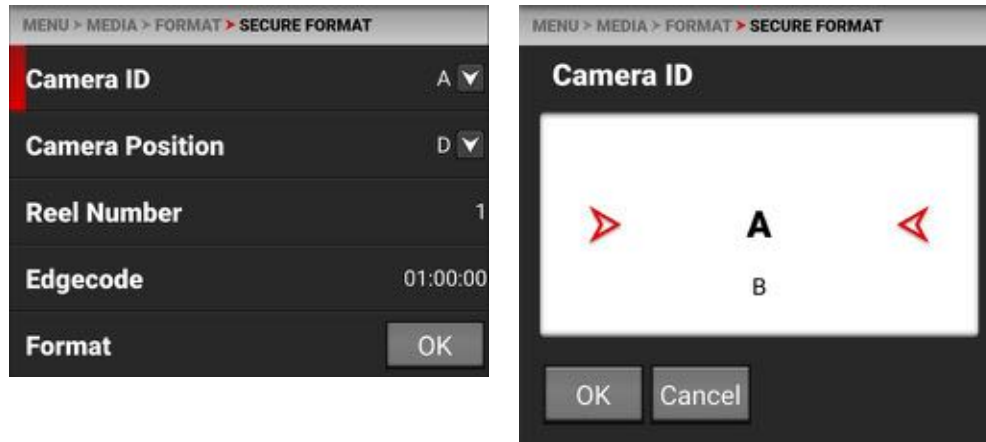 MENU > MEDIA > FORMAT > SECURE FORMAT
Camera ID A
Camera Position D
Reel Number 1
Edgecode 01:00:00
Format OK
MENU > MEDIA > FORMAT > SECURE FORMAT
Camera ID
A
B
OK Cancel